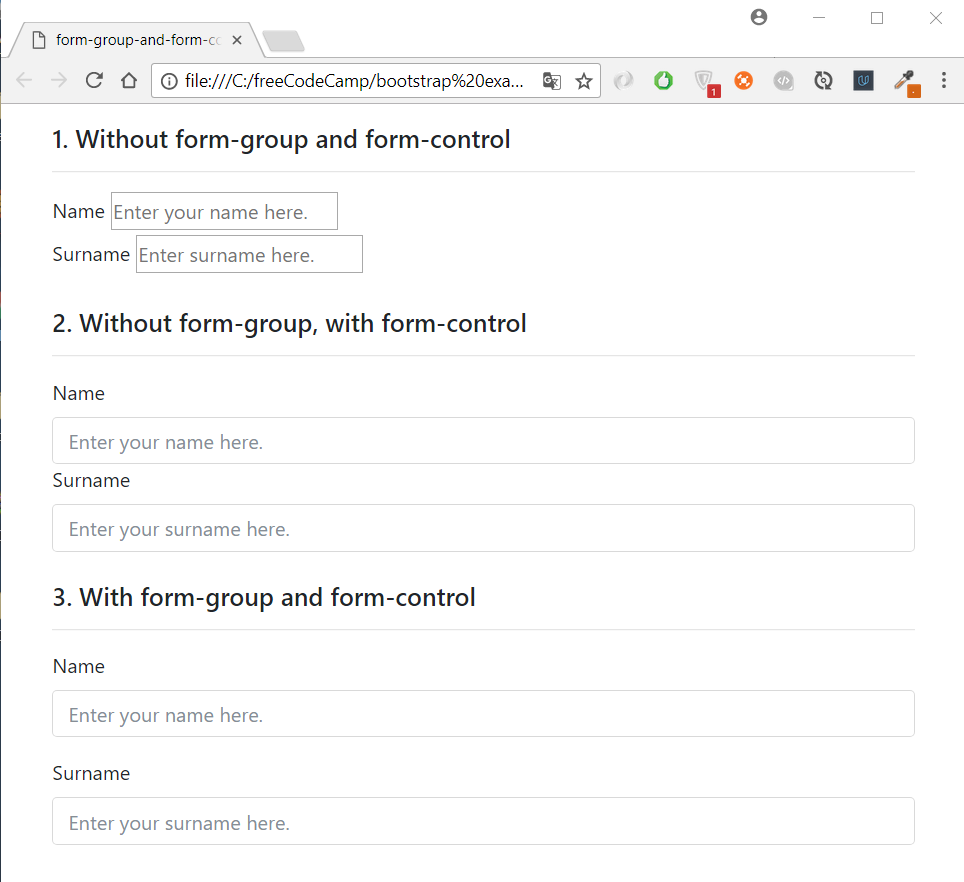 form-group-and-form-co
file:///C:/freeCodeCamp/bootstrap%20exa...
1
1. Without form-group and form-control
Name Enter your name here.
Surname Enter surname here.
2. Without form-group, with form-control
Name
Enter your name here.
Surname
Enter your surname here.
3. With form-group and form-control
Name
Enter your name here.
Surname
Enter your surname here.